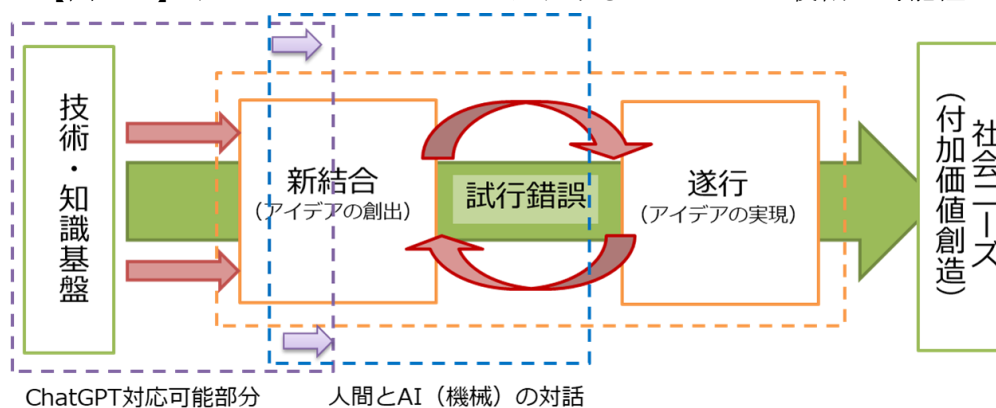 技術・知識基盤
新結合
(アイデアの創出)
試行錯誤
遂行
(アイデアの実現)
社会ニーズ
(付加価値創造)
ChatGPT対応可能部分
人間とAI（機械）の対話